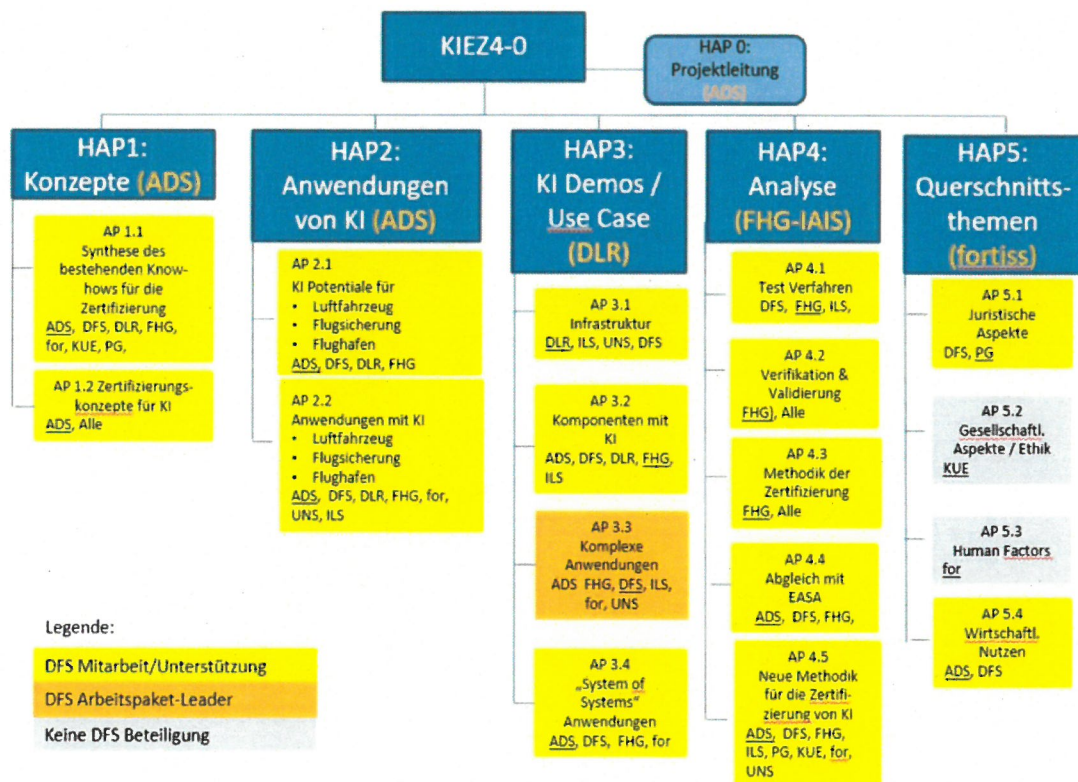 KIEZ4-0
HAP 0:
Projektleitung
(ADS)
HAP1:
Konzepte (ADS)
AP 1.1
Synthese des
bestehenden Know-
hows für die
Zertifizierung
ADS, DFS, DLR, FHG,
for, KUE, PG,
AP 1.2 Zertifizierungs-
konzepte für KI
ADS, Alle
HAP2:
Anwendungen
von KI (ADS)
AP 2.1
KI Potentiale für
• Luftfahrzeug
• Flugsicherung
• Flughafen
ADS, DFS, DLR, FHG
AP 2.2
Anwendungen mit KI
• Luftfahrzeug
• Flugsicherung
• Flughafen
ADS, DFS, DLR, FHG, for,
UNS, ILS
HAP3:
KI Demos /
Use Case
(DLR)
AP 3.1
Infrastruktur
DLR, ILS, UNS, DFS
AP 3.2
Komponenten mit
KI
ADS, DFS, DLR, FHG,
ILS
AP 3.3
Komplexe
Anwendungen
ADS FHG, DFS, ILS,
for, UNS
AP 3.4
„System of
Systems“
Anwendungen
ADS, DFS, FHG, for
HAP4:
Analyse
(FHG-IAIS)
AP 4.1
Test Verfahren
DFS, FHG, ILS,
AP 4.2
Verifikation &
Validierung
FHG), Alle
AP 4.3
Methodik der
Zertifizierung
FHG, Alle
AP 4.4
Abgleich mit
EASA
ADS, DFS, FHG,
AP 4.5
Neue Methodik
für die Zertifi-
zierung von KI
ADS, DFS, FHG,
ILS, PG, KUE, for,
UNS
HAP5:
Querschnitts-
themen
(fortiss)
AP 5.1
Juristische
Aspekte
DFS, PG
AP 5.2
Gesellschaftl.
Aspekte / Ethik
KUE
AP 5.3
Human Factors
for
AP 5.4
Wirtschaftl.
Nutzen
ADS, DFS
Legende:
DFS Mitarbeit/Unterstützung
DFS Arbeitspaket-Leader
Keine DFS Beteiligung